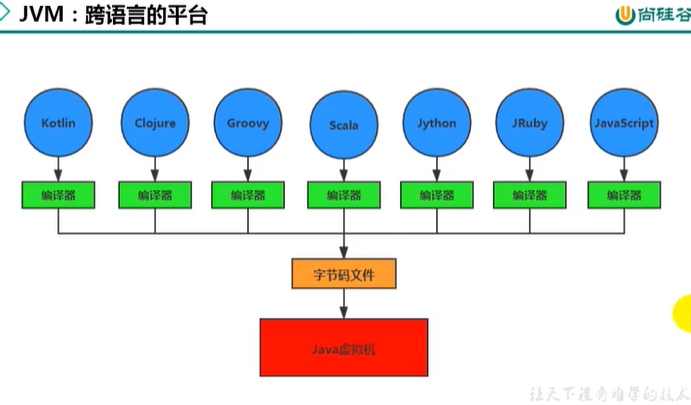 JVM：跨语言的平台
尚硅谷
Kotlin
Clojure
Groovy
Scala
Jython
JRuby
JavaScript
编译器
编译器
编译器
编译器
编译器
编译器
编译器
字节码文件
Java虚拟机
让天下没有难学的技术